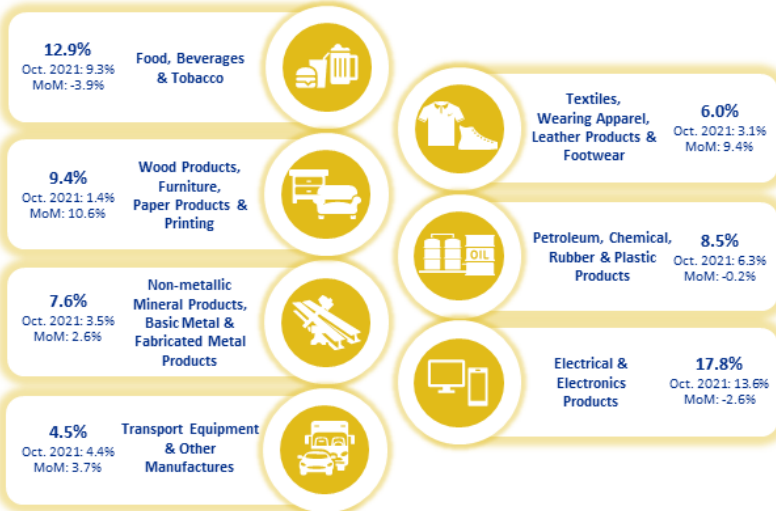 12.9%
Oct. 2021: 9.3%
MoM: -3.9%
Food, Beverages
& Tobacco
9.4%
Oct. 2021: 1.4%
MoM: 10.6%
Wood Products,
Furniture,
Paper Products &
Printing
7.6%
Oct. 2021: 3.5%
MoM: 2.6%
Non-metallic
Mineral Products,
Basic Metal &
Fabricated Metal
Products
4.5%
Oct. 2021: 4.4%
MoM: 3.7%
Transport Equipment
& Other
Manufactures
Textiles,
Wearing Apparel,
Leather Products &
Footwear
6.0%
Oct. 2021: 3.1%
MoM: 9.4%
OIL
Petroleum, Chemical,
Rubber & Plastic
Products
8.5%
Oct. 2021: 6.3%
MoM: -0.2%
Electrical &
Electronics
Products
17.8%
Oct. 2021: 13.6%
MoM: -2.6%